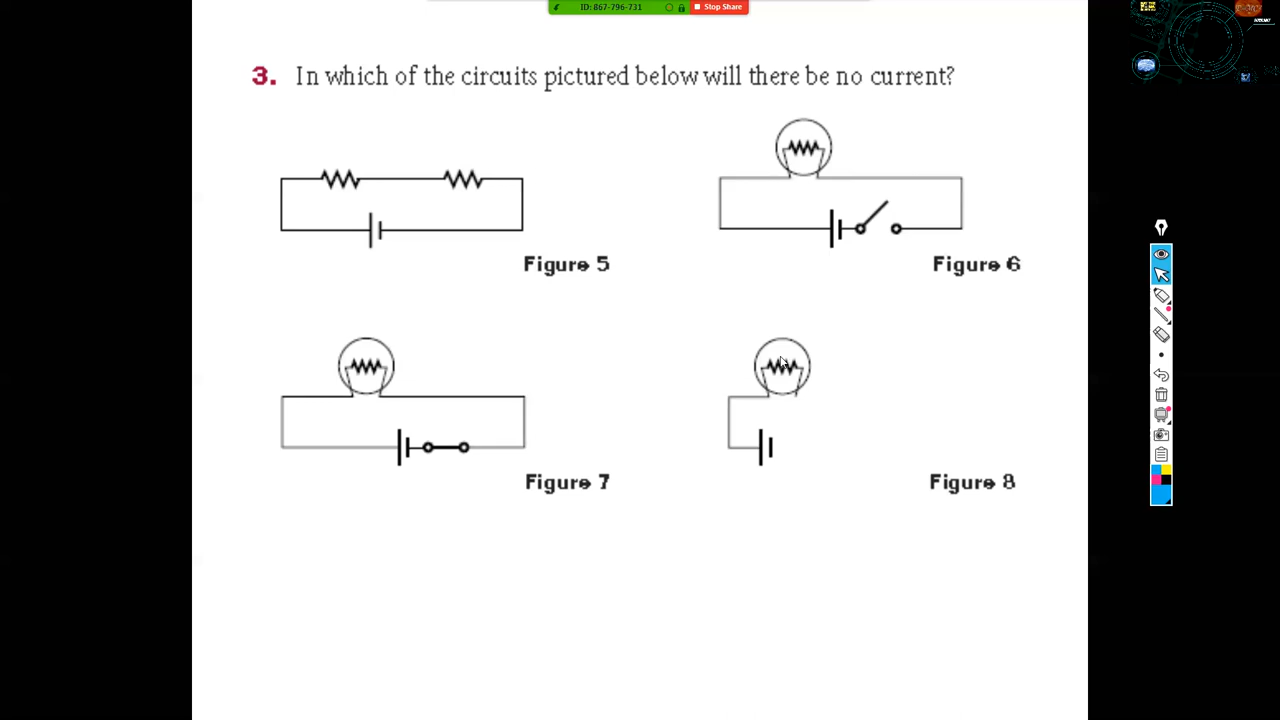 ID: 867-796-731
Stop Share
3. In which of the circuits pictured below will there be no current?
Figure 5
Figure 6
Figure 7
Figure 8